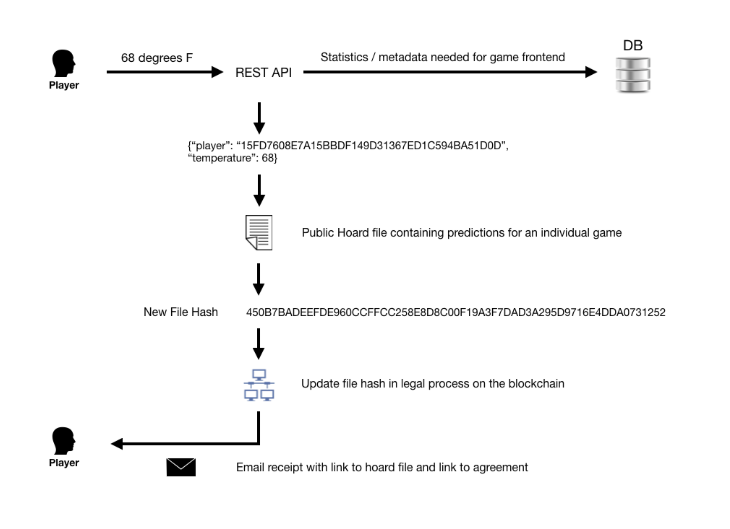 DB
68 degrees F
Statistics / metadata needed for game frontend
REST API
Player
{“player”: “15FD7608E7A15BBDF149D31367ED1C594BA51D0D”,
“temperature”: 68}
Public Hoard file containing predictions for an individual game
New File Hash
450B7BADEEFDE960CCFFCC258E8D8C00F19A3F7DAD3A295D9716E4DDA0731252
Update file hash in legal process on the blockchain
Player
Email receipt with link to hoard file and link to agreement